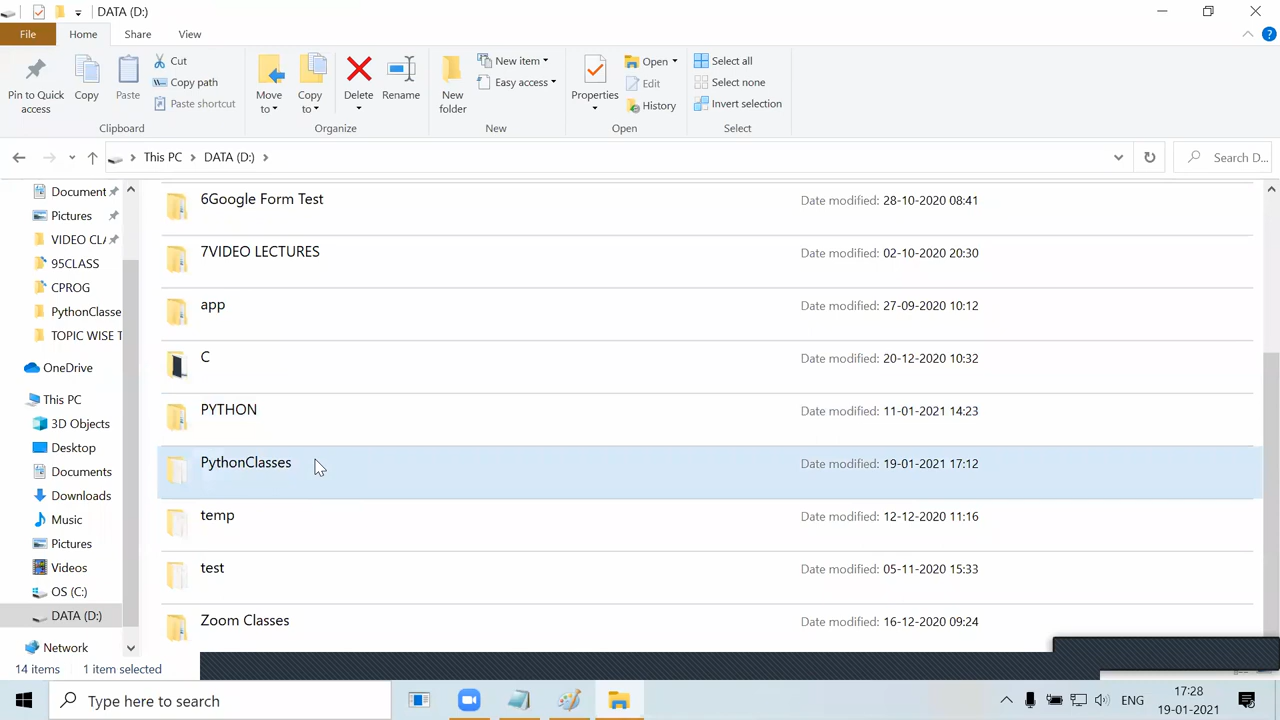 DATA (D:)
File Home Share View
Pin to Quick access
Copy
Paste
Cut
Copy path
Paste shortcut
Clipboard
Move to
Copy to
Delete
Rename
Organize
New folder
New item
Easy access
New
Properties
Open
Edit
History
Open
Select all
Select none
Invert selection
Select
This PC DATA (D:)
Search D...
Document
Pictures
VIDEO CL
95CLASS
CPROG
PythonClasse
TOPIC WISE T
OneDrive
This PC
3D Objects
Desktop
Documents
Downloads
Music
Pictures
Videos
OS (C:)
DATA (D:)
Network
6Google Form Test Date modified: 28-10-2020 08:41
7VIDEO LECTURES Date modified: 02-10-2020 20:30
app Date modified: 27-09-2020 10:12
C Date modified: 20-12-2020 10:32
PYTHON Date modified: 11-01-2021 14:23
PythonClasses Date modified: 19-01-2021 17:12
temp Date modified: 12-12-2020 11:16
test Date modified: 05-11-2020 15:33
Zoom Classes Date modified: 16-12-2020 09:24
14 items 1 item selected
Type here to search
ENG
17:28
19-01-2021